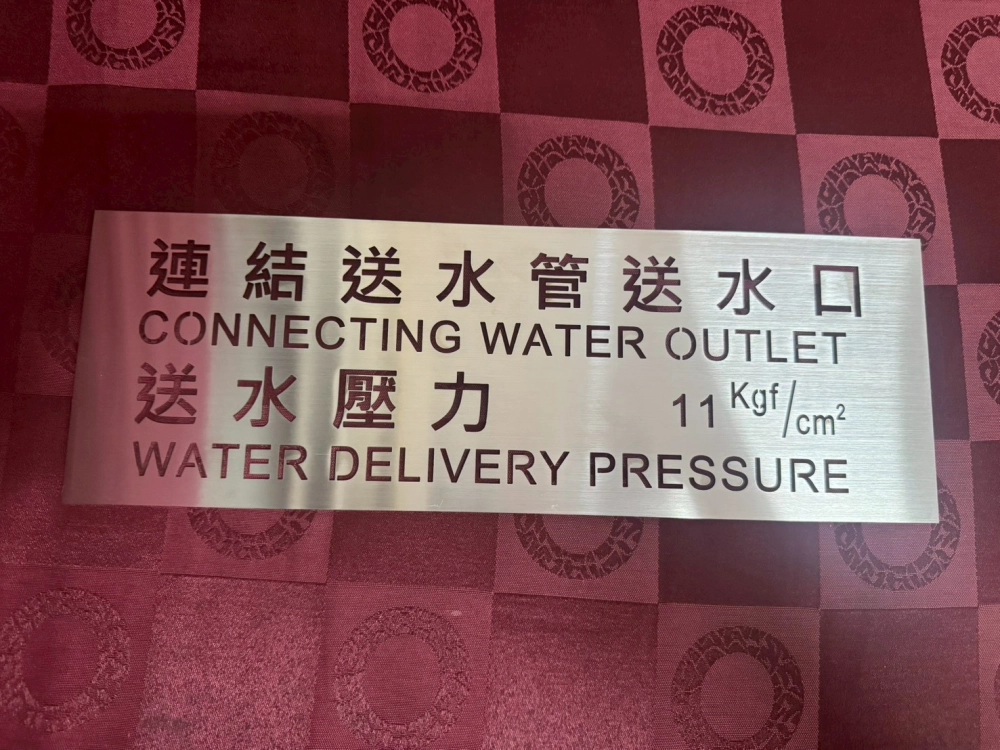 連結送水管送水口
CONNECTING WATER OUTLET
送水壓力 11 Kgf/cm²
WATER DELIVERY PRESSURE